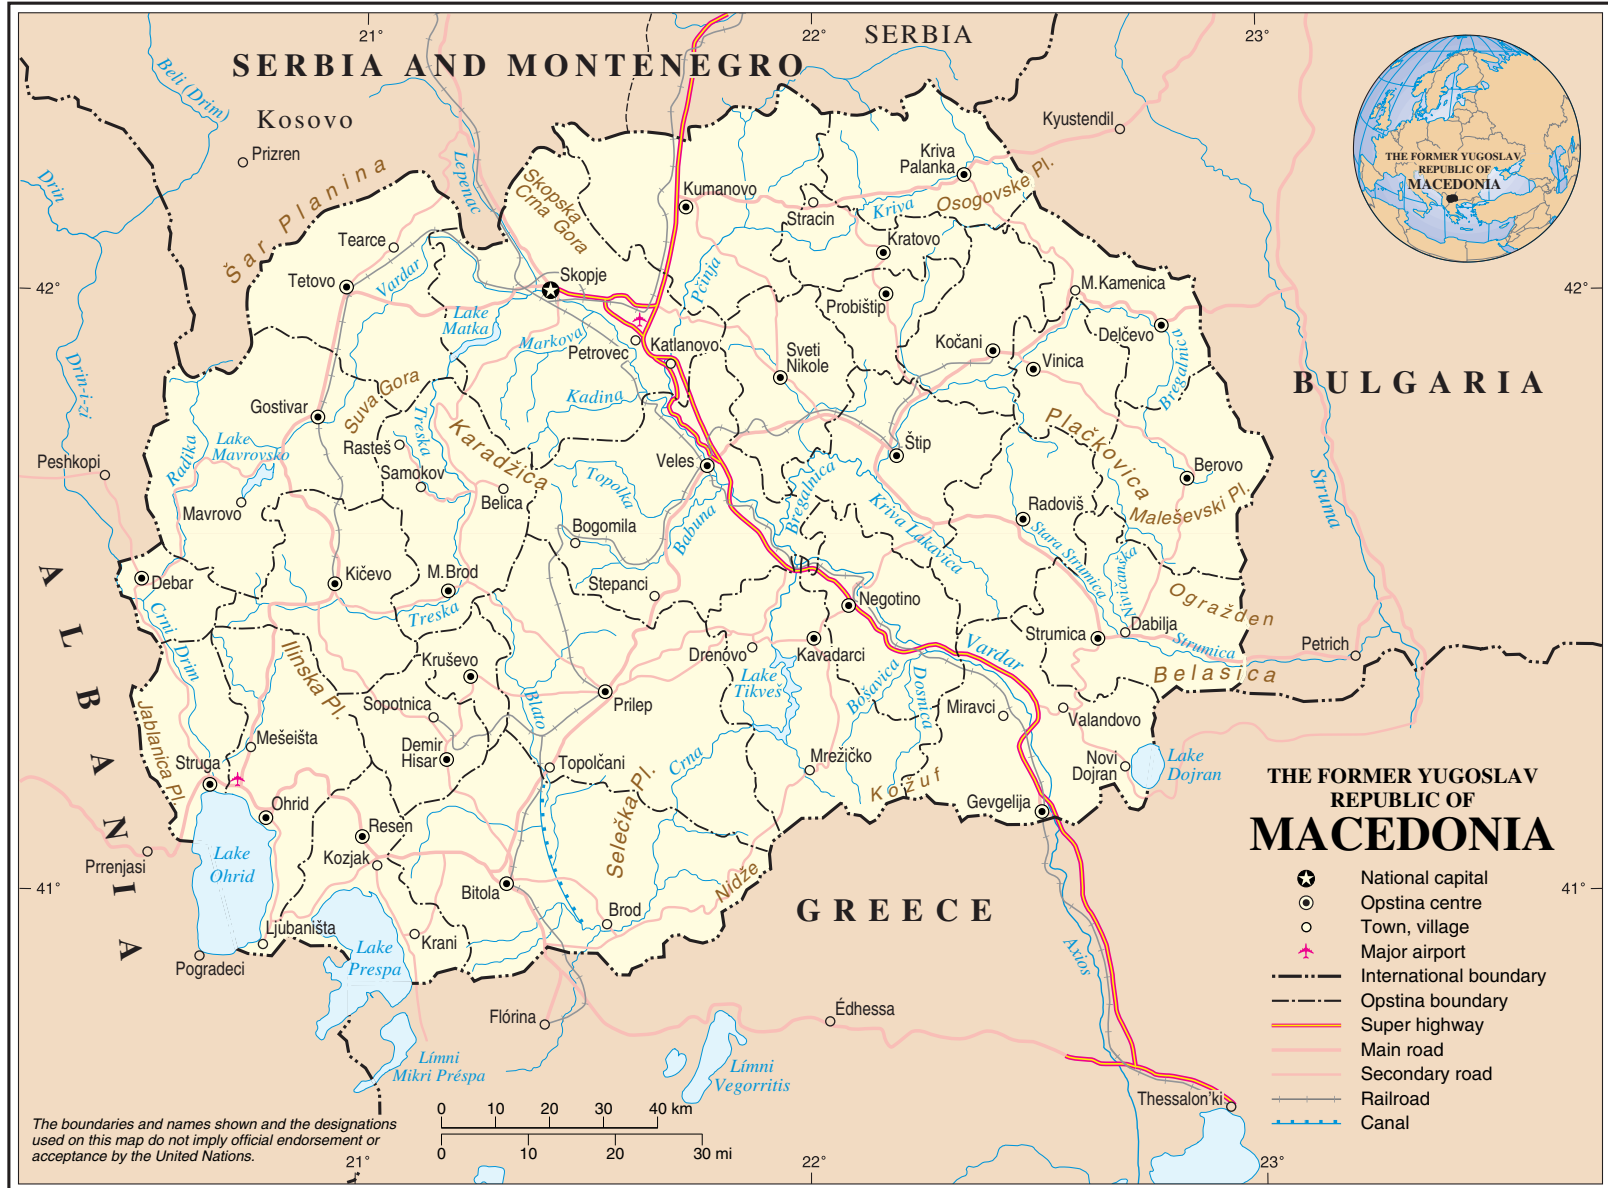 21°
22°
23°
SERBIA
SERBIA AND MONTENEGRO
Beli (Drim)
Kosovo
Prizren
Drin
Lepenac
Kyustendil
THE FORMER YUGOSLAV
REPUBLIC OF
MACEDONIA
Šar Planina
Skopska
Crna Gora
Kumanovo
Kriva
Palanka
Osogovske Pl.
Stracin
Kriva
Tearce
Kratovo
Tetovo
Vardar
Skopje
Pčinja
42°
42°
M.Kamenica
Probištip
Lake
Matka
Markova
Petrovec
Katlanovo
Delčevo
Kočani
Vinica
Bregalnica
Sveti
Nikole
Drim-i-zi
BULGARIA
Suva Gora
Kadina
Gostivar
Treska
Karadžica
Plačkovica
Rasteš
Lake
Mavrovsko
Radika
Štip
Peshkopi
Samokov
Veles
Topolka
Bregalnica
Berovo
Struma
Belica
Mavrovo
Kriva Lakavica
Radoviš
Maleševski Pl.
Bogomila
Babuna
Stara Strumica
Nivičanska
ALBANIA
Debar
Kičevo
M.Brod
Stepanci
Negotino
Ogražden
Treska
Crni Drim
Strumica
Dabilja
Strumica
Petrich
Ilinska Pl.
Drenovo
Kavadarci
Vardar
Kruševo
Lake
Tikveš
Bošavica
Dosnica
Belasica
Jablanica Pl.
Sopotnica
Blato
Prilep
Miravci
Valandovo
Mešeišta
Demir
Hisar
Struga
Topolčani
Crna
Mrežičko
Novi
Dojran
Lake
Dojran
Kožuf
Selečka Pl.
Ohrid
Gevgelija
Resen
Prrenjasi
Lake
Ohrid
Kozjak
Nidže
Bitola
41°
41°
GREECE
Brod
Ljubaništa
Krani
Lake
Prespa
Pogradeci
Axios
Flórina
Édhessa
Límni
Mikri Préspa
Límni
Vegorritis
Thessalon'ki
THE FORMER YUGOSLAV
REPUBLIC OF
MACEDONIA
National capital
Opstina centre
Town, village
Major airport
International boundary
Opstina boundary
Super highway
Main road
Secondary road
Railroad
Canal
0 10 20 30 40 km
0 10 20 30 mi
The boundaries and names shown and the designations
used on this map do not imply official endorsement or
acceptance by the United Nations.
21°
22°
23°